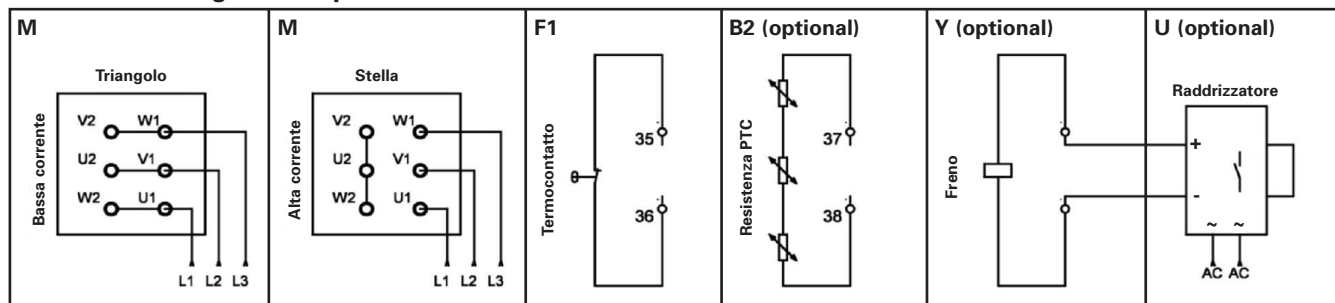 M
Triangolo
Bassa corrente
V2 W1
U2 V1
W2 U1
L1 L2 L3
M
Stella
Alta corrente
V2 W1
U2 V1
W2 U1
L1 L2 L3
F1
Termocontatto
35
36
B2 (optional)
Resistenza PTC
37
38
Y (optional)
Freno
U (optional)
Raddrizzatore
+
-
~ ~
AC AC